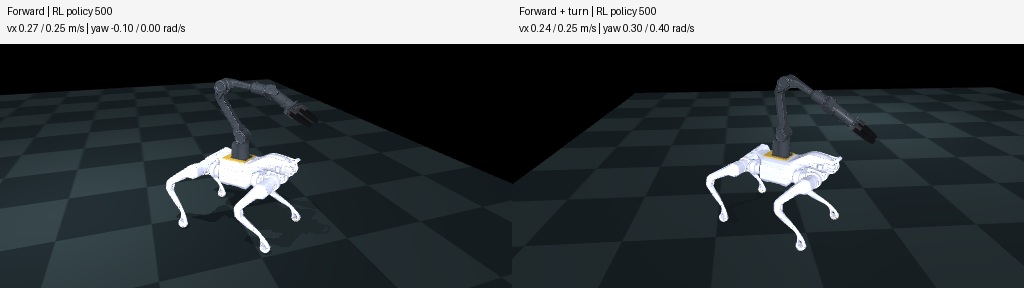 Forward | RL policy 500
vx 0.27 / 0.25 m/s | yaw -0.10 / 0.00 rad/s
Forward + turn | RL policy 500
vx 0.24 / 0.25 m/s | yaw 0.30 / 0.40 rad/s